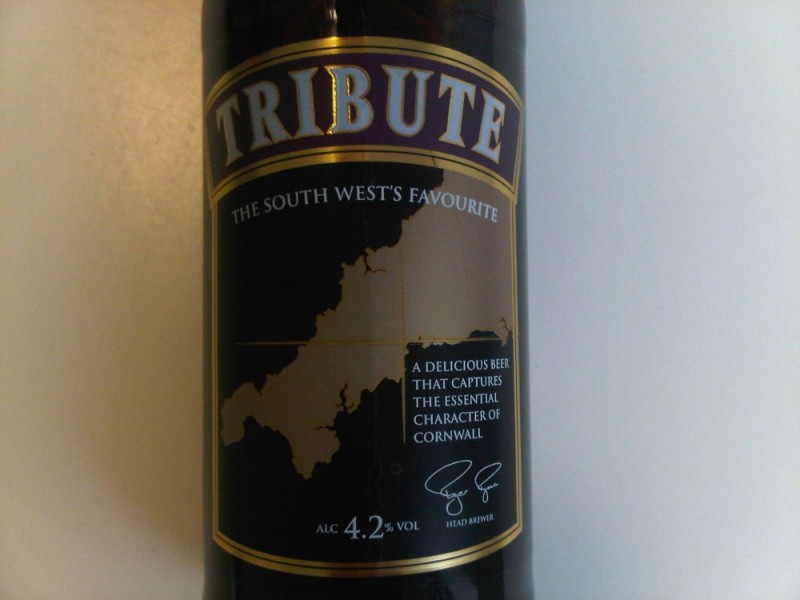 TRIBUTE
THE SOUTH WEST'S FAVOURITE
A DELICIOUS BEER
THAT CAPTURES
THE ESSENTIAL
CHARACTER OF
CORNWALL
HEAD BREWER
ALC 4.2% VOL